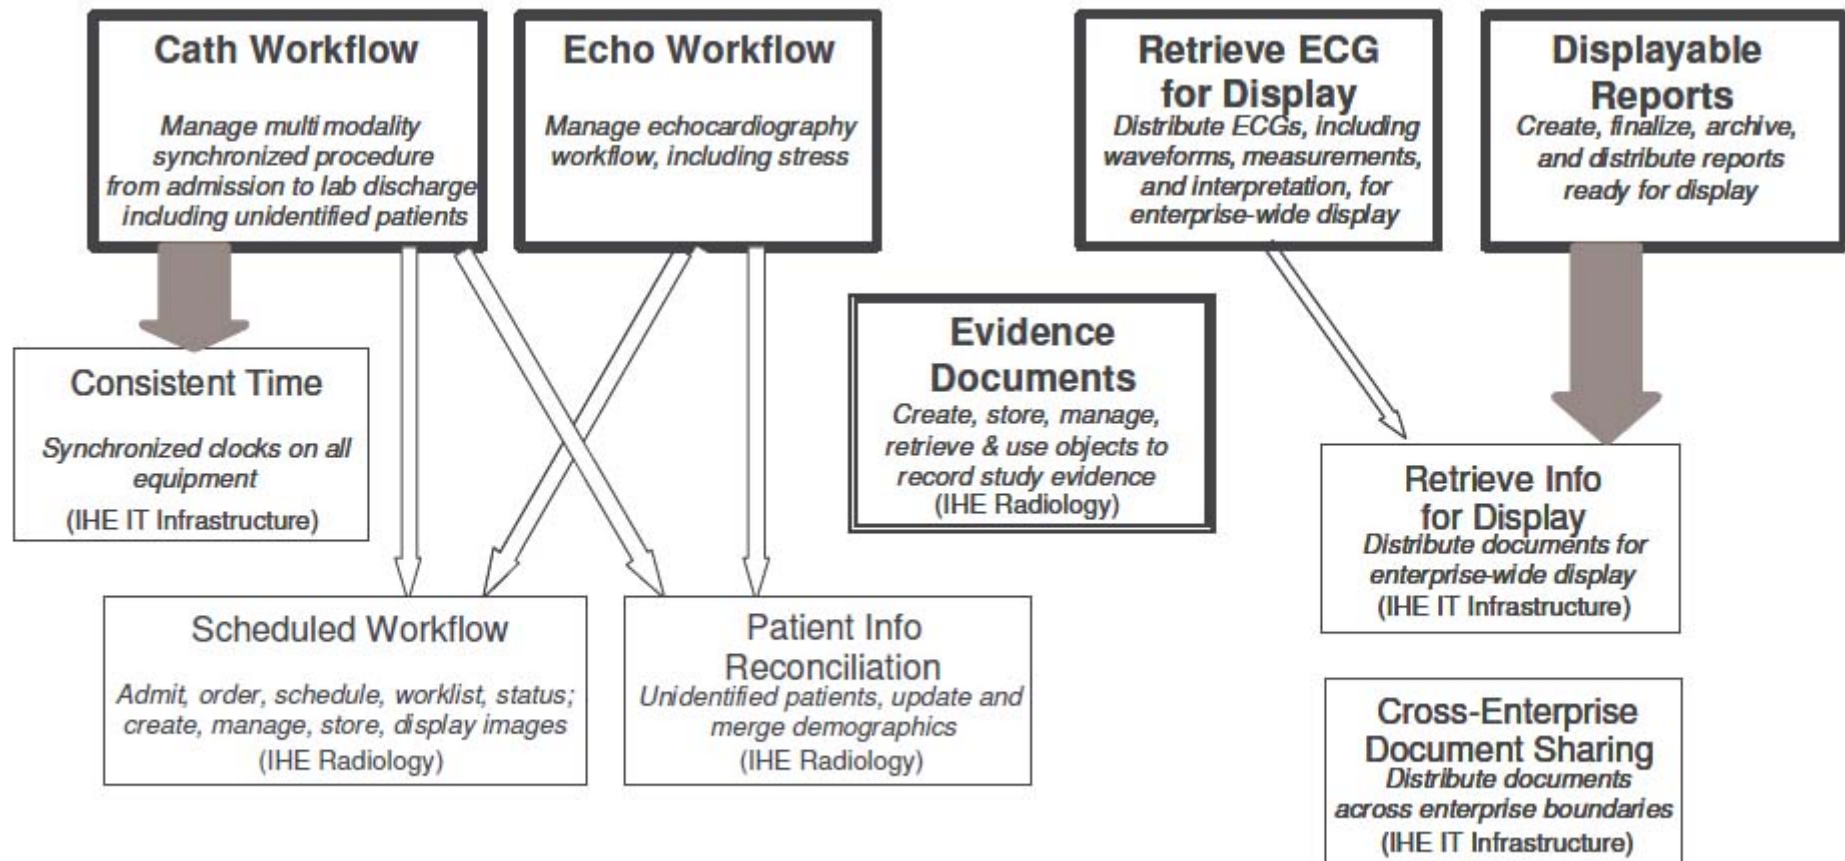 Cath Workflow
Manage multi modality
synchronized procedure
from admission to lab discharge
including unidentified patients
Echo Workflow
Manage echocardiography
workflow, including stress
Retrieve ECG
for Display
Distribute ECGs, including
waveforms, measurements,
and interpretation, for
enterprise-wide display
Displayable
Reports
Create, finalize, archive,
and distribute reports
ready for display
Evidence
Documents
Create, store, manage,
retrieve & use objects to
record study evidence
(IHE Radiology)
Consistent Time
Synchronized clocks on all
equipment
(IHE IT Infrastructure)
Retrieve Info
for Display
Distribute documents for
enterprise-wide display
(IHE IT Infrastructure)
Scheduled Workflow
Admit, order, schedule, worklist, status;
create, manage, store, display images
(IHE Radiology)
Patient Info
Reconciliation
Unidentified patients, update and
merge demographics
(IHE Radiology)
Cross-Enterprise
Document Sharing
Distribute documents
across enterprise boundaries
(IHE IT Infrastructure)